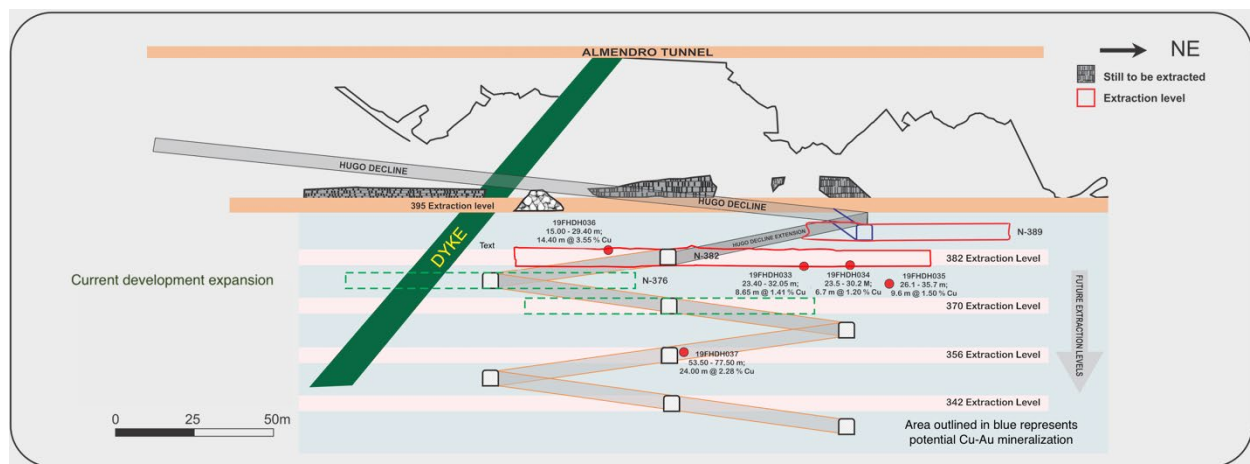 ALMENDRO TUNNEL
NE
Still to be extracted
Extraction level
HUGO DECLINE
HUGO DECLINE
395 Extraction level
DYKE
19FHDH036
15.00 - 29.40 m;
14.40 m @ 3.55 % Cu
Text
HUGO DECLINE EXTENSION
N-389
N-382
382 Extraction Level
Current development expansion
N-376
19FHDH033
23.40 - 32.05 m;
8.65 m @ 1.41 % Cu
19FHDH034
23.5 - 30.2 M;
6.7 m @ 1.20 % Cu
19FHDH035
26.1 - 35.7 m;
9.6 m @ 1.50 % Cu
370 Extraction Level
FUTURE EXTRACTION LEVELS
19FHDH037
53.50 - 77.50 m;
24.00 m @ 2.28 % Cu
356 Extraction Level
342 Extraction Level
0 25 50m
Area outlined in blue represents
potential Cu-Au mineralization